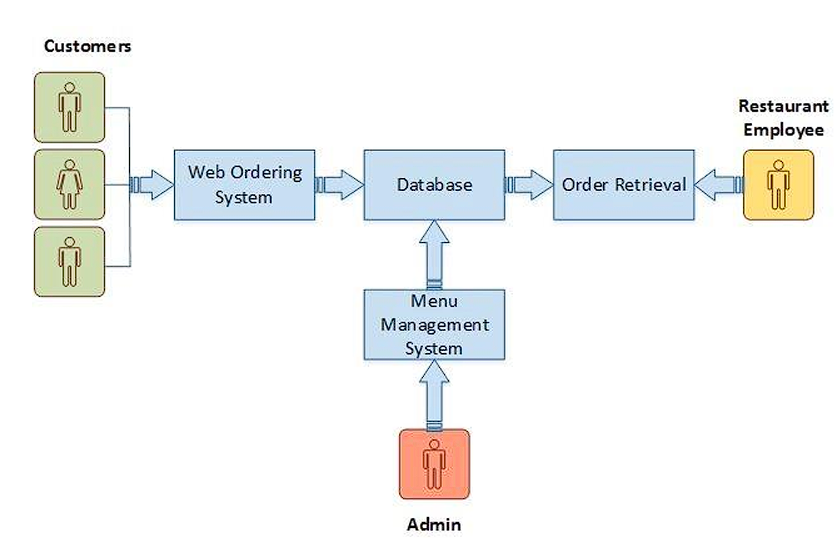 Customers
Restaurant
Employee
Web Ordering
System
Database
Order Retrieval
Menu
Management
System
Admin